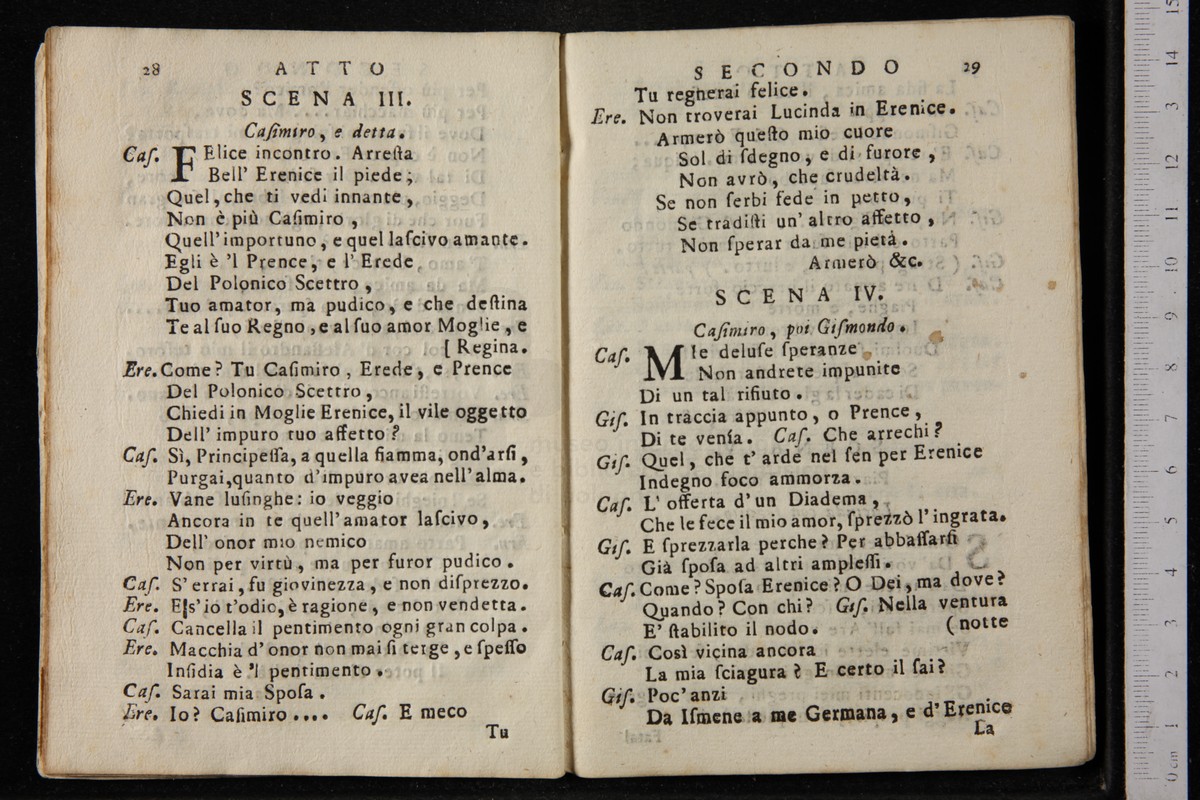 28 ATTO
SCENA III.
Caſimiro, e detta.
Caſ. FElice incontro. Arreſta
Bell' Erenice il piede;
Quel, che ti vedi innante,
Non è più Caſimiro,
Quell'importuno, e quel laſcivo amante.
Egli è 'l Prence, e l' Erede
Del Polonico Scettro,
Tuo amator, ma pudico, e che deſtina
Te al ſuo Regno, e al ſuo amor Moglie, e
[ Regina.
Ere. Come? Tu Caſimiro, Erede, e Prence
Del Polonico Scettro,
Chiedi in Moglie Erenice, il vile oggetto
Dell' impuro tuo affetto?
Caſ. Sì, Principeſſa, a quella fiamma, ond'arſi,
Purgai, quanto d'impuro avea nell'alma.
Ere. Vane luſinghe: io veggio
Ancora in te quell'amator laſcivo,
Dell' onor mio nemico
Non per virtù, ma per furor pudico.
Caſ. S'errai, fu giovinezza, e non diſprezzo.
Ere. E s'io t'odio, è ragione, e non vendetta.
Caſ. Cancella il pentimento ogni gran colpa.
Ere. Macchia d'onor non mai ſi terge, e ſpeſſo
Inſidia è 'l pentimento.
Caſ. Sarai mia Spoſa.
Ere. Io? Caſimiro .... Caſ. E meco
Tu
SECONDO 29
Tu regnerai felice.
Ere. Non troverai Lucinda in Erenice.
Armerò queſto mio cuore
Sol di ſdegno, e di furore,
Non avrò, che crudeltà.
Se non ſerbi fede in petto,
Se tradiſti un' altro affetto,
Non ſperar da me pietà.
Armerò &c.
SCENA IV.
Caſimiro, poi Giſmondo.
Caſ. MIe deluſe ſperanze
Non andrete impunite
Di un tal rifiuto.
Giſ. In traccia appunto, o Prence,
Di te venía. Caſ. Che arrechi?
Giſ. Quel, che t' arde nel ſen per Erenice
Indegno foco ammorza.
Caſ. L' offerta d' un Diadema,
Che le fece il mio amor, ſprezzò l' ingrata.
Giſ. E ſprezzarla perche? Per abbaſſarſi
Già ſpoſa ad altri ampleſſi.
Caſ. Come? Spoſa Erenice? O Dei, ma dove?
Quando? Con chi? Giſ. Nella ventura
E' ſtabilito il nodo. (notte
Caſ. Così vicina ancora
La mia ſciagura? E certo il ſai?
Giſ. Poc' anzi
Da Iſmene a me Germana, e d' Erenice
La